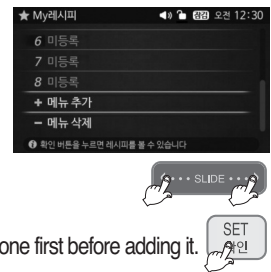 ★ My레시피 오전 12:30
6 미등록
7 미등록
8 미등록
+ 메뉴 추가
− 메뉴 삭제
확인 버튼을 누르면 레시피를 볼 수 있습니다
SLIDE
SET
확인
one first before adding it.